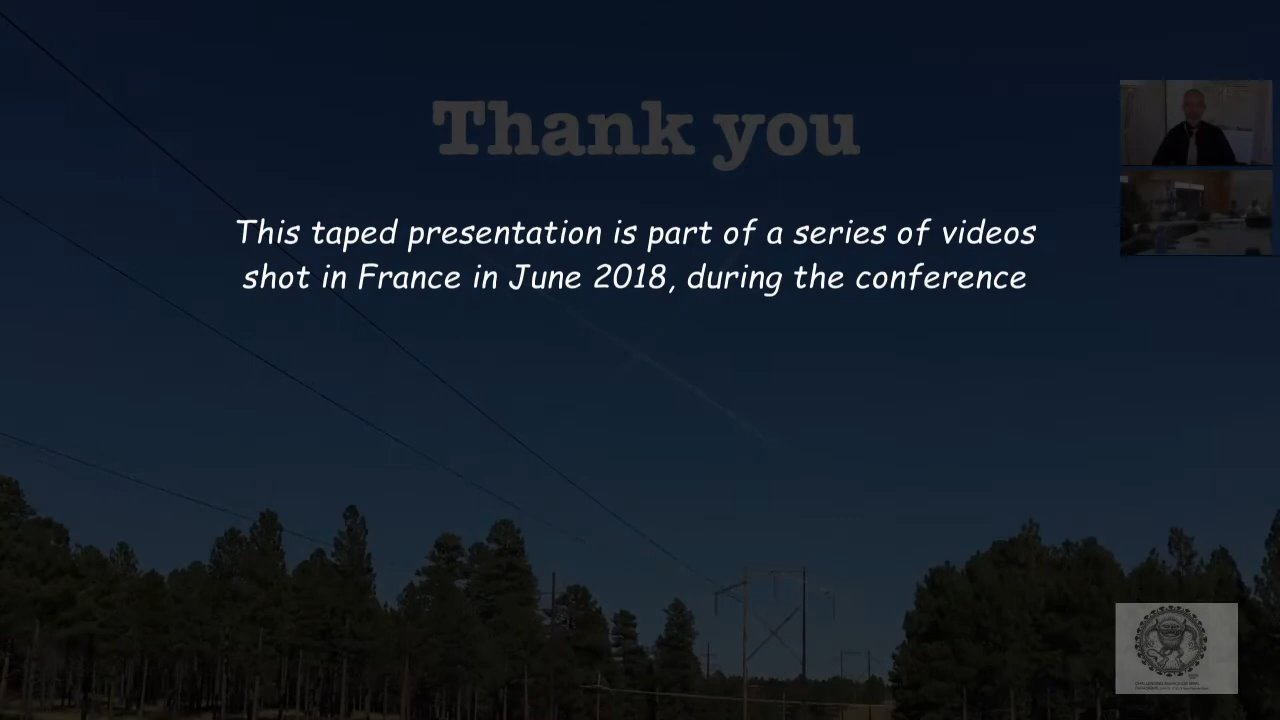 Thank you
This taped presentation is part of a series of videos
shot in France in June 2018, during the conference